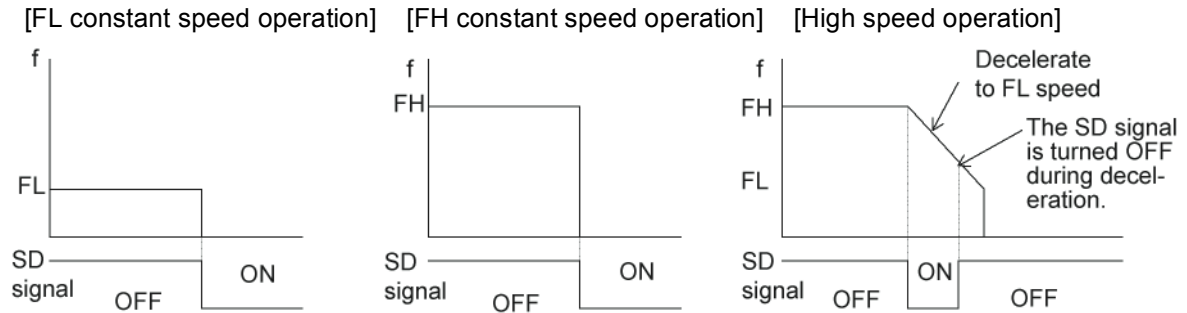 [FL constant speed operation]
f
FL
SD
signal
OFF
ON
[FH constant speed operation]
f
FH
SD
signal
OFF
ON
[High speed operation]
f
FH
FL
Decelerate
to FL speed
The SD signal
is turned OFF
during decel-
eration.
SD
signal
OFF
ON
OFF